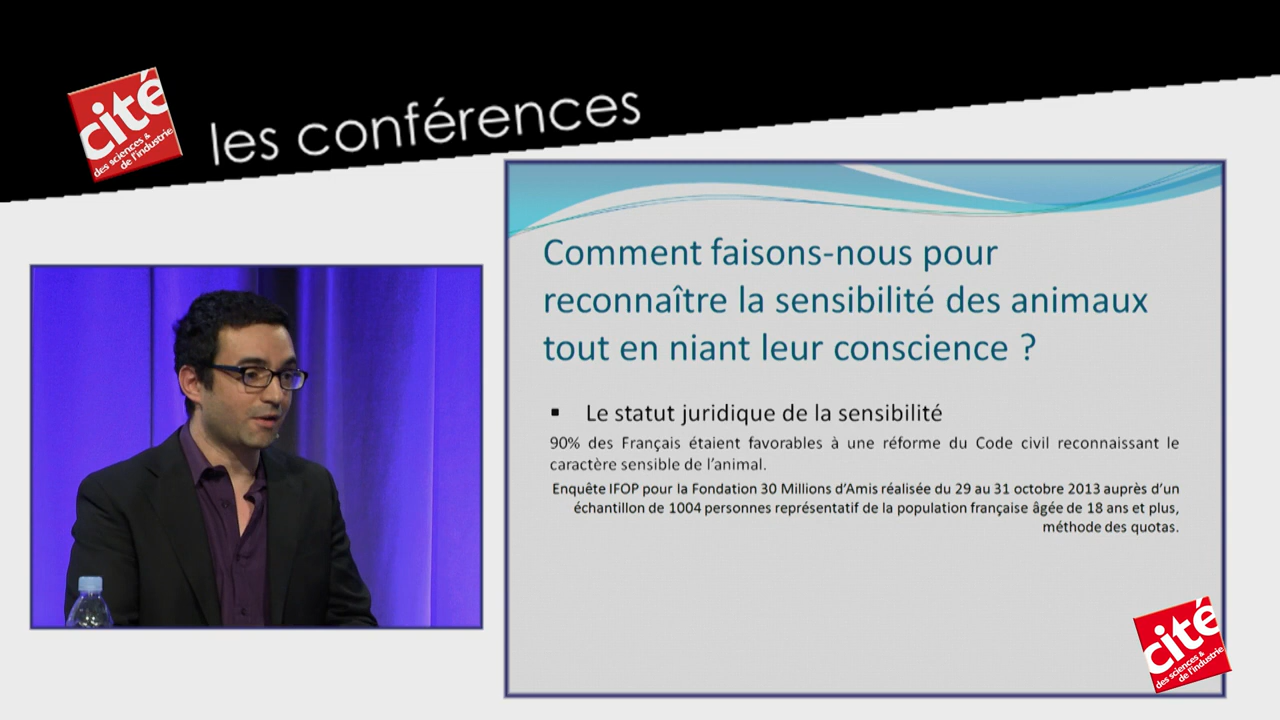 cité
des sciences &
de l'industrie
les conférences
Comment faisons-nous pour
reconnaître la sensibilité des animaux
tout en niant leur conscience ?
▪ Le statut juridique de la sensibilité
90% des Français étaient favorables à une réforme du Code civil reconnaissant le
caractère sensible de l'animal.
Enquête IFOP pour la Fondation 30 Millions d'Amis réalisée du 29 au 31 octobre 2013 auprès d'un
échantillon de 1004 personnes représentatif de la population française âgée de 18 ans et plus,
méthode des quotas.
cité
des sciences &
de l'industrie